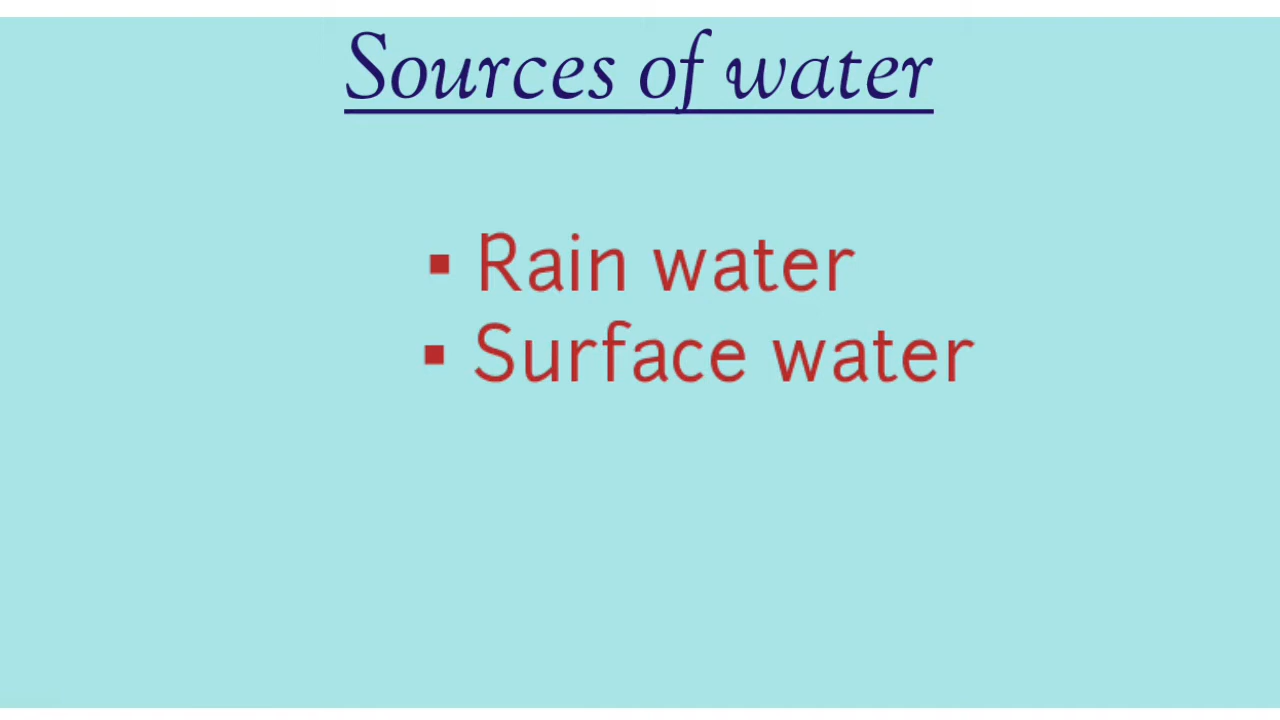 Sources of water
▪ Rain water
▪ Surface water